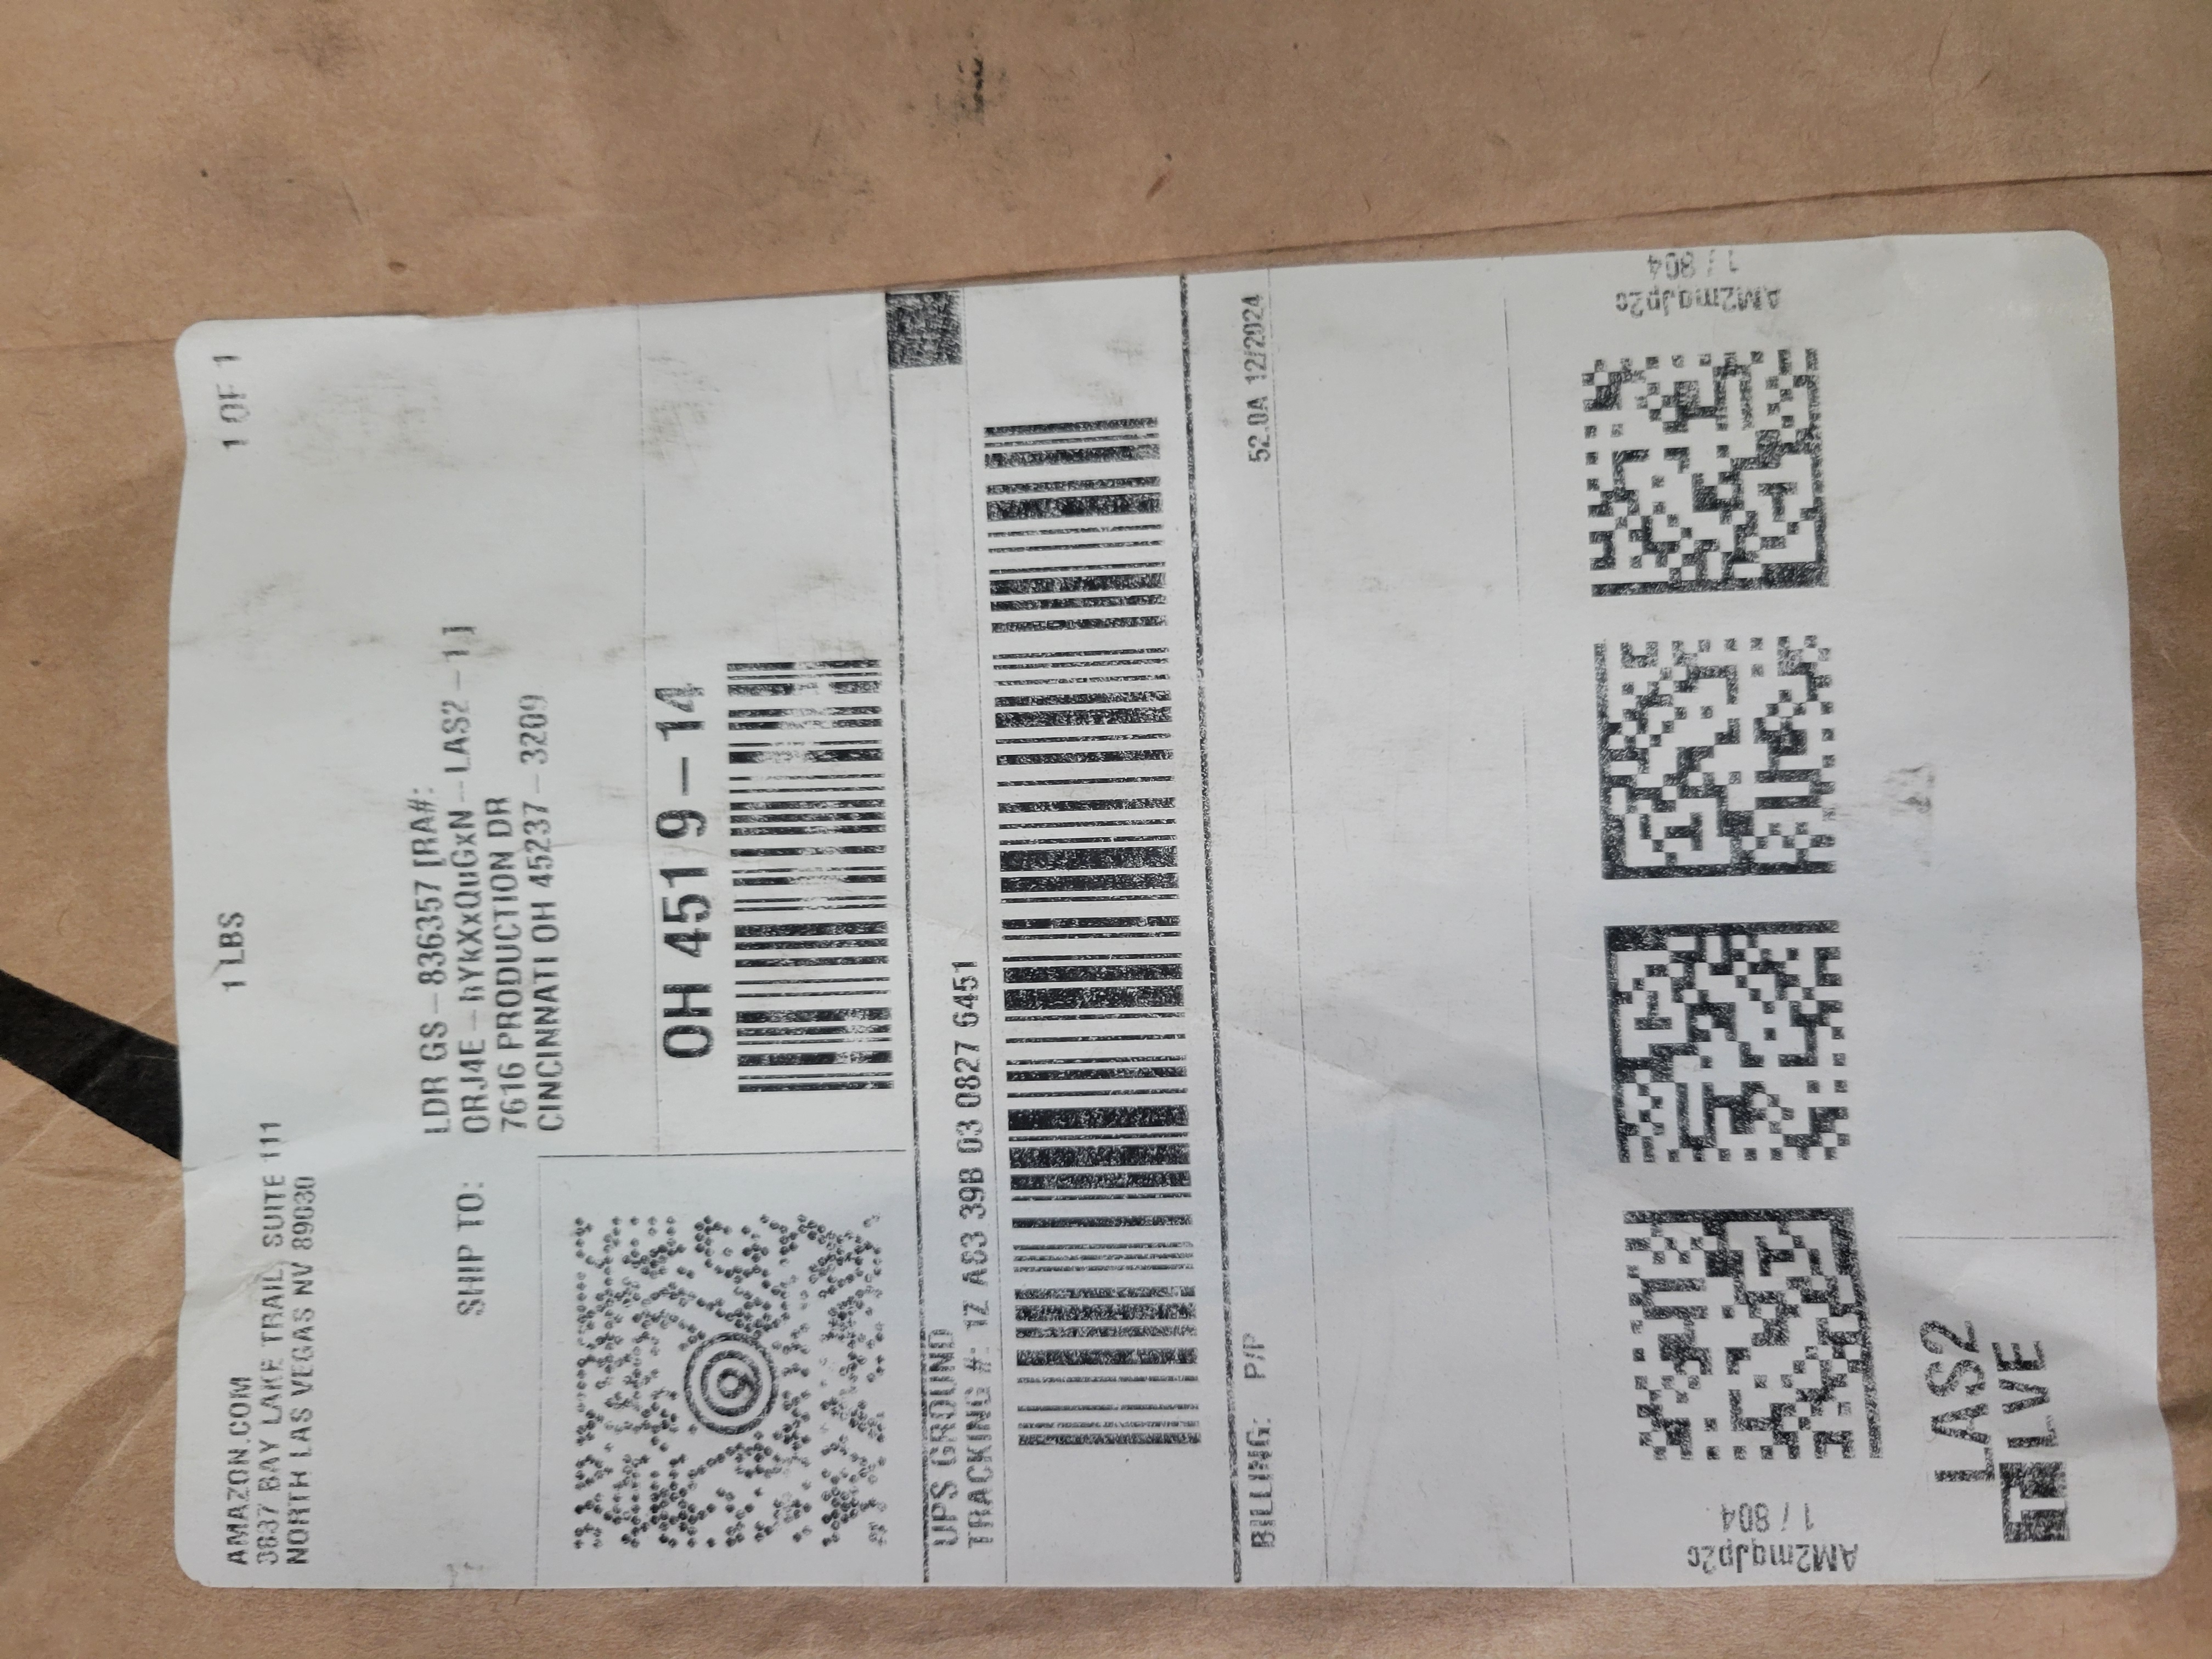 AMAZON.COM
3837 BAY LAKE TRAIL, SUITE 111
NORTH LAS VEGAS NV 89030
1 LBS
1 OF 1
SHIP TO:
LDR GS-836357 [RA#:
ORJ4E-hYkXxQuGxN-LAS2-1]
7616 PRODUCTION DR
CINCINNATI OH 45237-3209
OH 451 9-14
UPS GROUND
TRACKING #: 1Z A83 39B 03 0827 6451
BILLING: P/P
52.0A 12/2024
AM2mqJp2c
1 / 804
AM2mqJp2c
1 / 804
LAS2
LVE